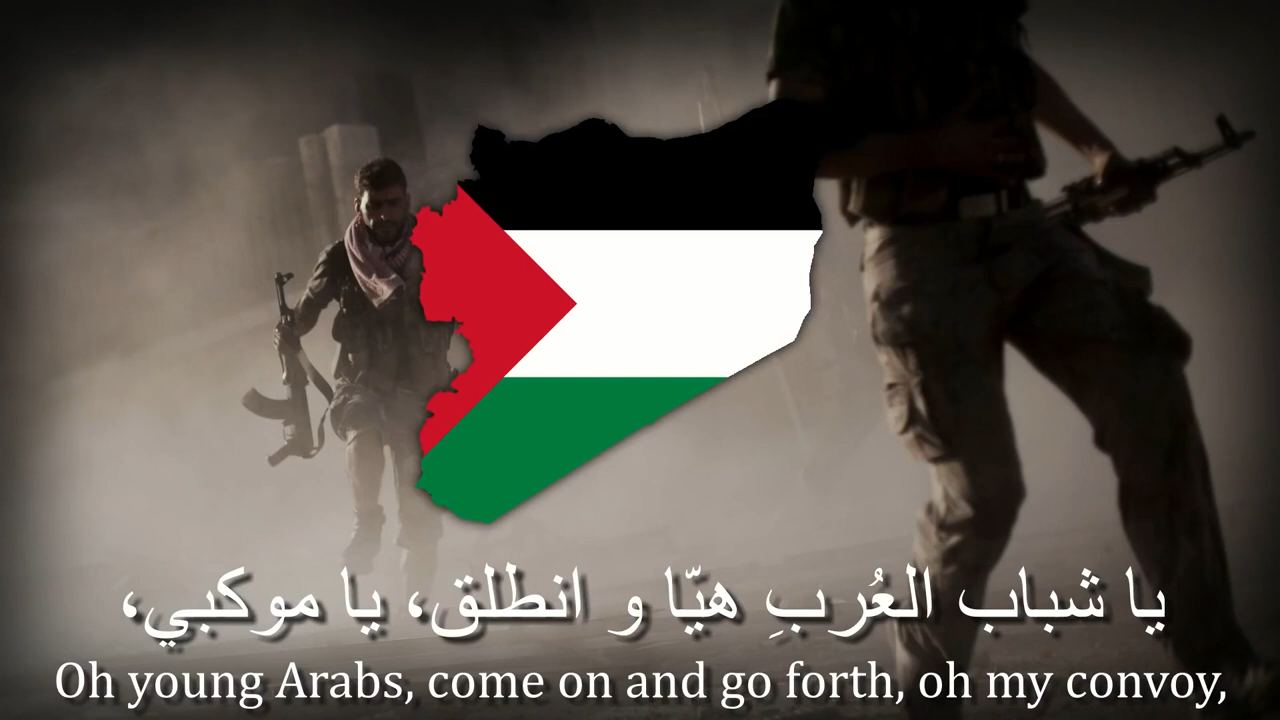 يا شباب العُربِ هيّا و انطلق، يا موكبي،
Oh young Arabs, come on and go forth, oh my convoy,